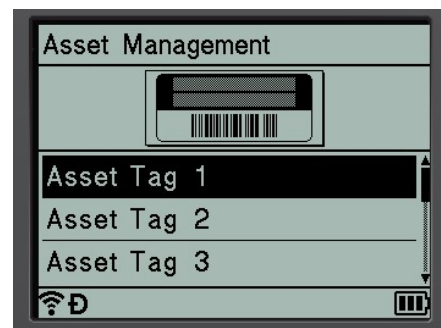 Asset Management
Asset Tag 1
Asset Tag 2
Asset Tag 3
Đ